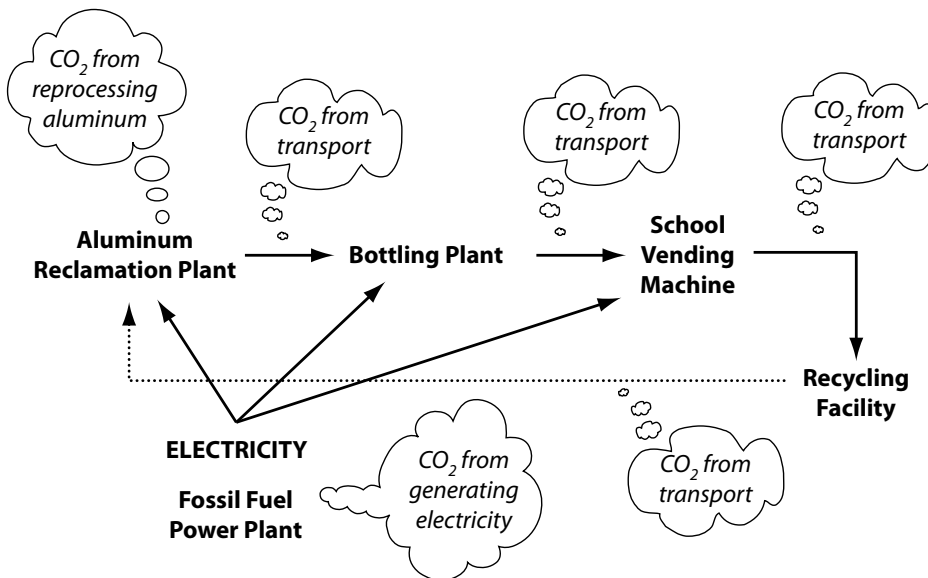 CO₂ from
reprocessing
aluminum
CO₂ from
transport
CO₂ from
transport
CO₂ from
transport
Aluminum
Reclamation Plant
Bottling Plant
School
Vending
Machine
Recycling
Facility
ELECTRICITY
Fossil Fuel
Power Plant
CO₂ from
generating
electricity
CO₂ from
transport